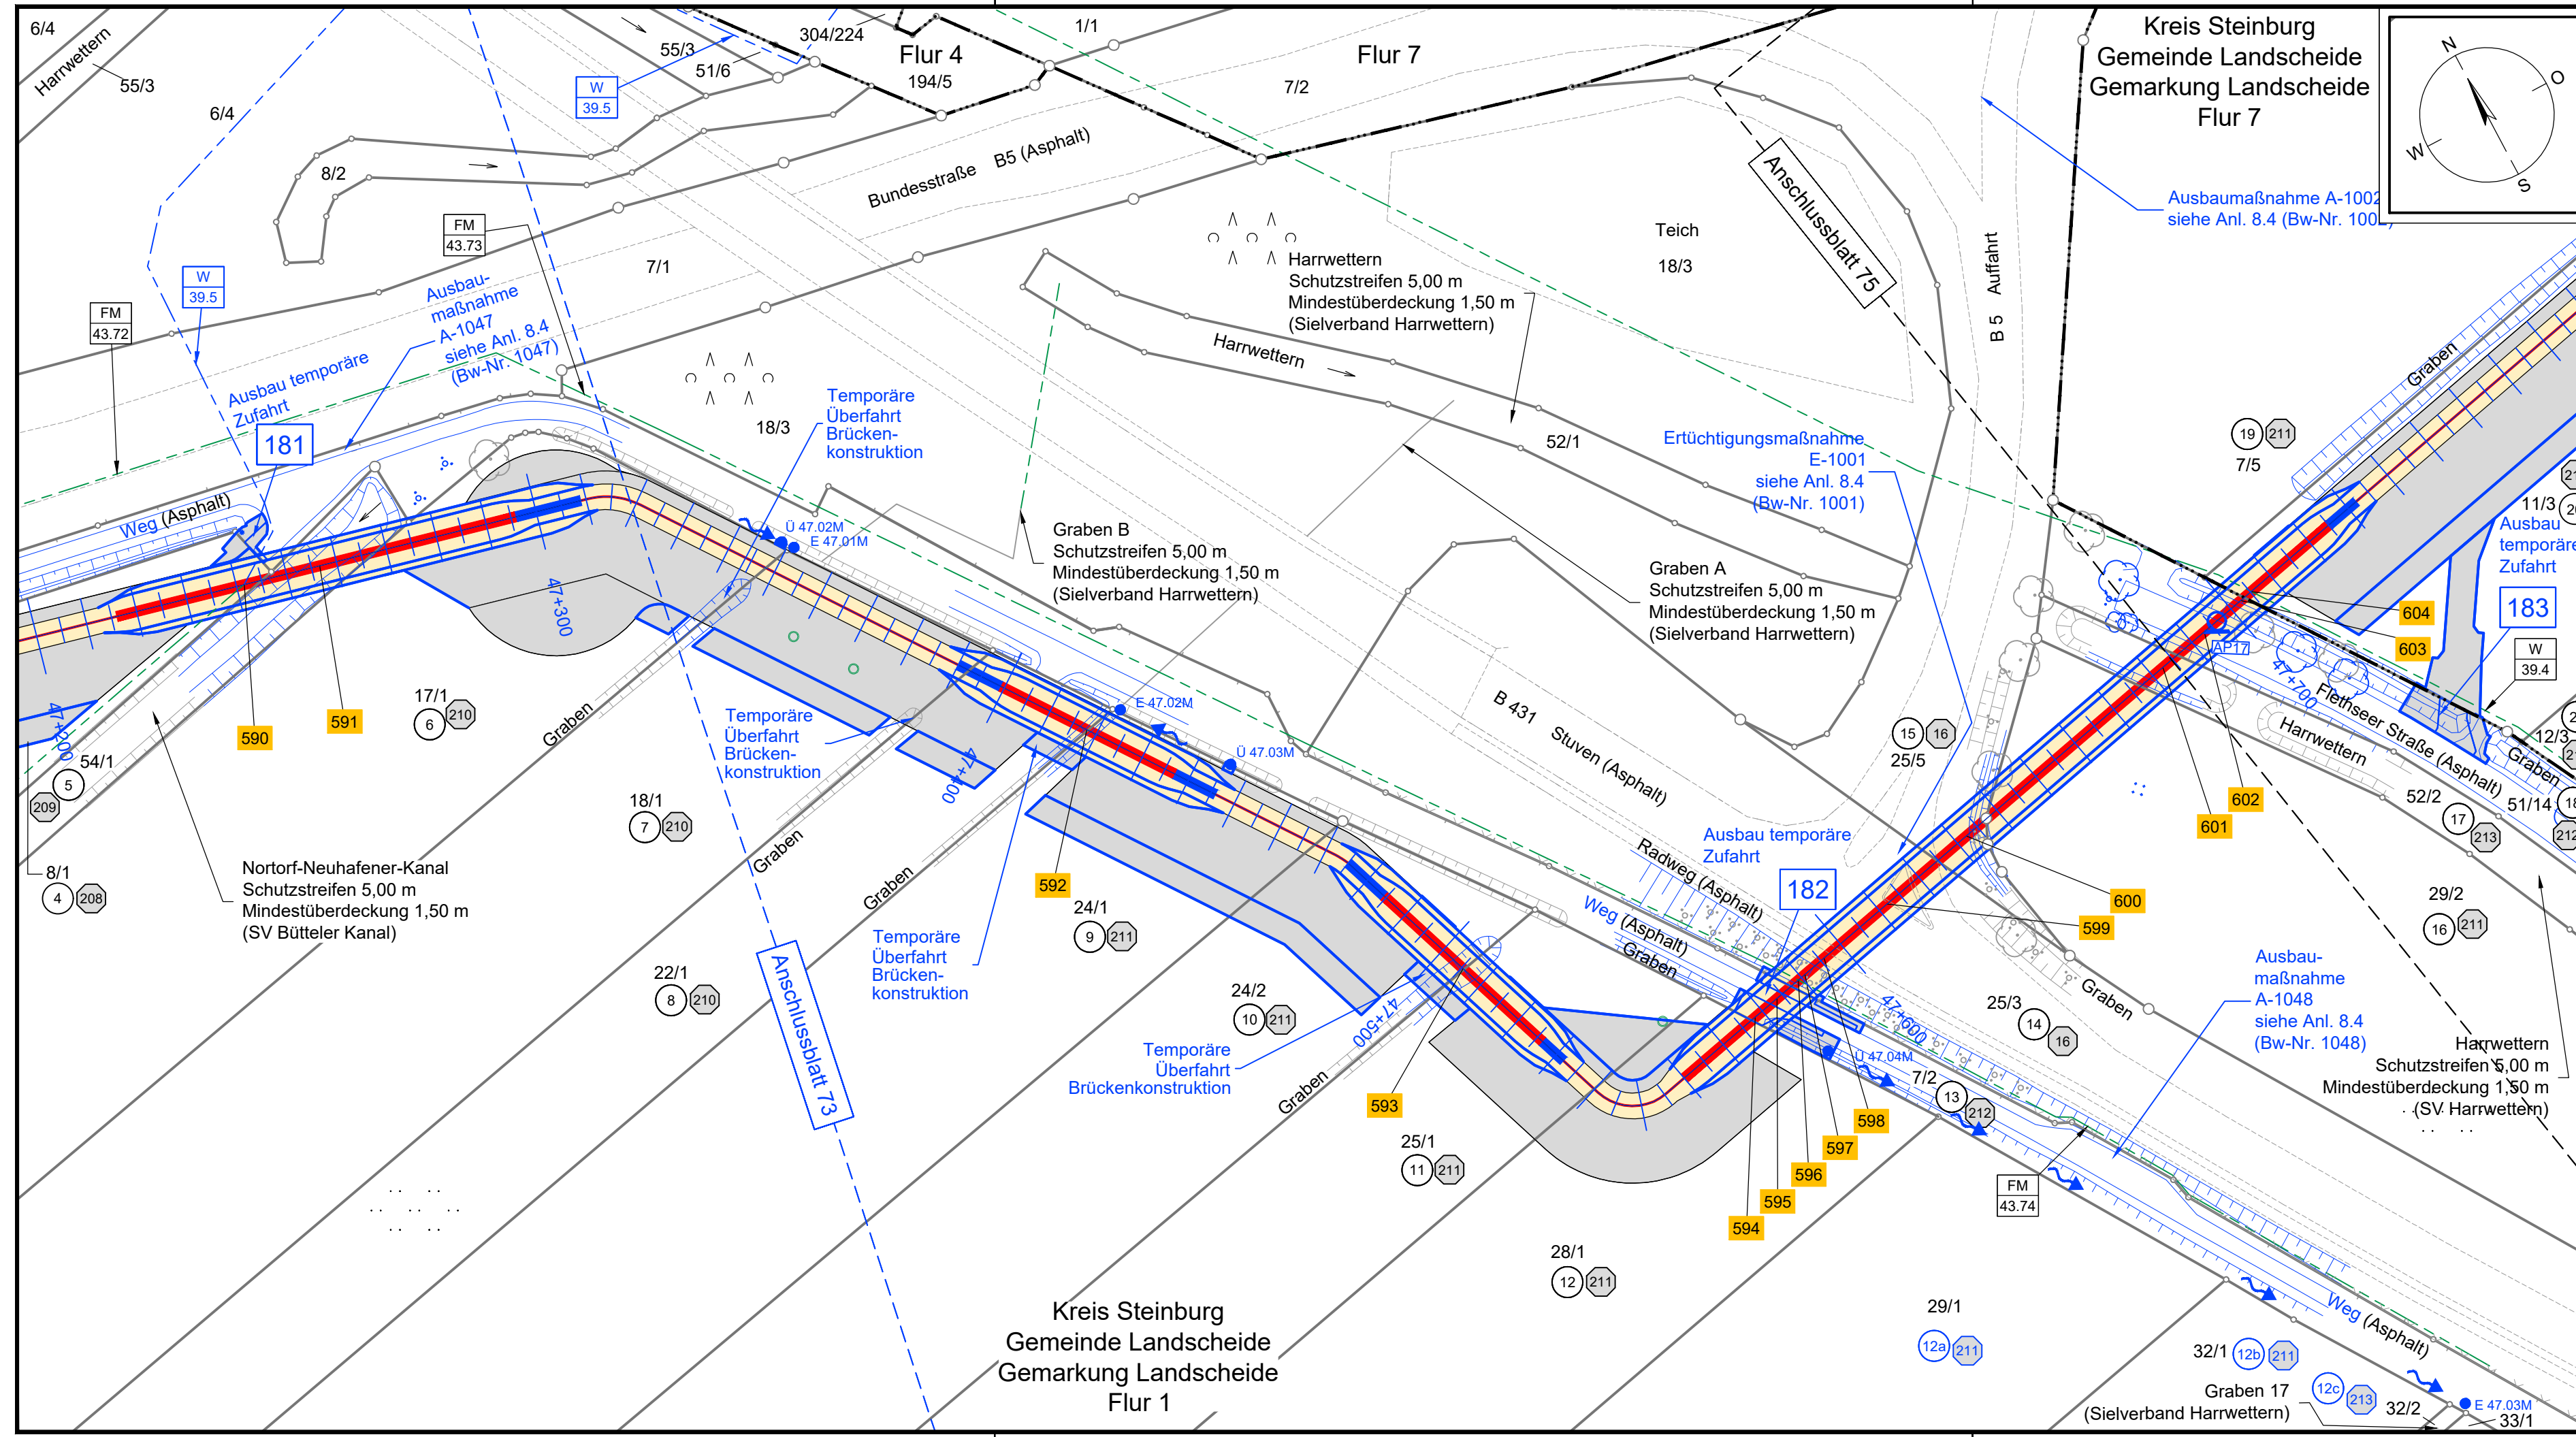 6/4
Harrwettern
55/3
6/4
8/2
55/3
51/6
W
39.5
304/224
Flur 4
194/5
1/1
Flur 7
7/2
Bundesstraße B5 (Asphalt)
Kreis Steinburg
Gemeinde Landscheide
Gemarkung Landscheide
Flur 7
N
O
W
S
Ausbaumaßnahme A-1002
siehe Anl. 8.4 (Bw-Nr. 1002)
Anschlussblatt 75
B 5 Auffahrt
Teich
18/3
FM
43.73
7/1
W
39.5
FM
43.72
Ausbau-
maßnahme
A-1047
siehe Anl. 8.4
(Bw-Nr. 1047)
Ausbau temporäre
Zufahrt
181
Weg (Asphalt)
Harrwettern
Schutzstreifen 5,00 m
Mindestüberdeckung 1,50 m
(Sielverband Harrwettern)
Harrwettern
52/1
18/3
Temporäre
Überfahrt
Brücken-
konstruktion
Ü 47.02M
E 47.01M
Graben B
Schutzstreifen 5,00 m
Mindestüberdeckung 1,50 m
(Sielverband Harrwettern)
Ertüchtigungsmaßnahme
E-1001
siehe Anl. 8.4
(Bw-Nr. 1001)
Graben A
Schutzstreifen 5,00 m
Mindestüberdeckung 1,50 m
(Sielverband Harrwettern)
Graben
19
211
7/5
11/3
Ausbau
temporäre
Zufahrt
183
604
603
W
39.4
AP17
47+700
Flethseer Straße (Asphalt)
Harrwettern
Graben
12/3
52/2
17
213
51/14
18
212
602
601
47+200
54/1
5
209
8/1
4
208
590
591
17/1
6
210
47+300
Graben
Nortorf-Neuhafener-Kanal
Schutzstreifen 5,00 m
Mindestüberdeckung 1,50 m
(SV Bütteler Kanal)
18/1
7
210
Graben
Temporäre
Überfahrt
Brücken-
konstruktion
47+400
E 47.02M
Ü 47.03M
Graben
592
24/1
9
211
22/1
8
210
Temporäre
Überfahrt
Brücken-
konstruktion
Anschlussblatt 73
24/2
10
211
Temporäre
Überfahrt
Brückenkonstruktion
47+500
Graben
593
25/1
11
211
B 431 Stuven (Asphalt)
Radweg (Asphalt)
Ausbau temporäre
Zufahrt
182
Weg (Asphalt)
Graben
15
16
25/5
600
599
Graben
29/2
16
211
25/3
14
16
47+600
Ü 47.04M
7/2
13
212
598
597
596
595
594
Ausbau-
maßnahme
A-1048
siehe Anl. 8.4
(Bw-Nr. 1048)
Harrwettern
Schutzstreifen 5,00 m
Mindestüberdeckung 1,50 m
(SV Harrwettern)
FM
43.74
28/1
12
211
Kreis Steinburg
Gemeinde Landscheide
Gemarkung Landscheide
Flur 1
29/1
12a
211
Weg (Asphalt)
32/1
12b
211
Graben 17
(Sielverband Harrwettern)
12c
213
32/2
E 47.03M
33/1